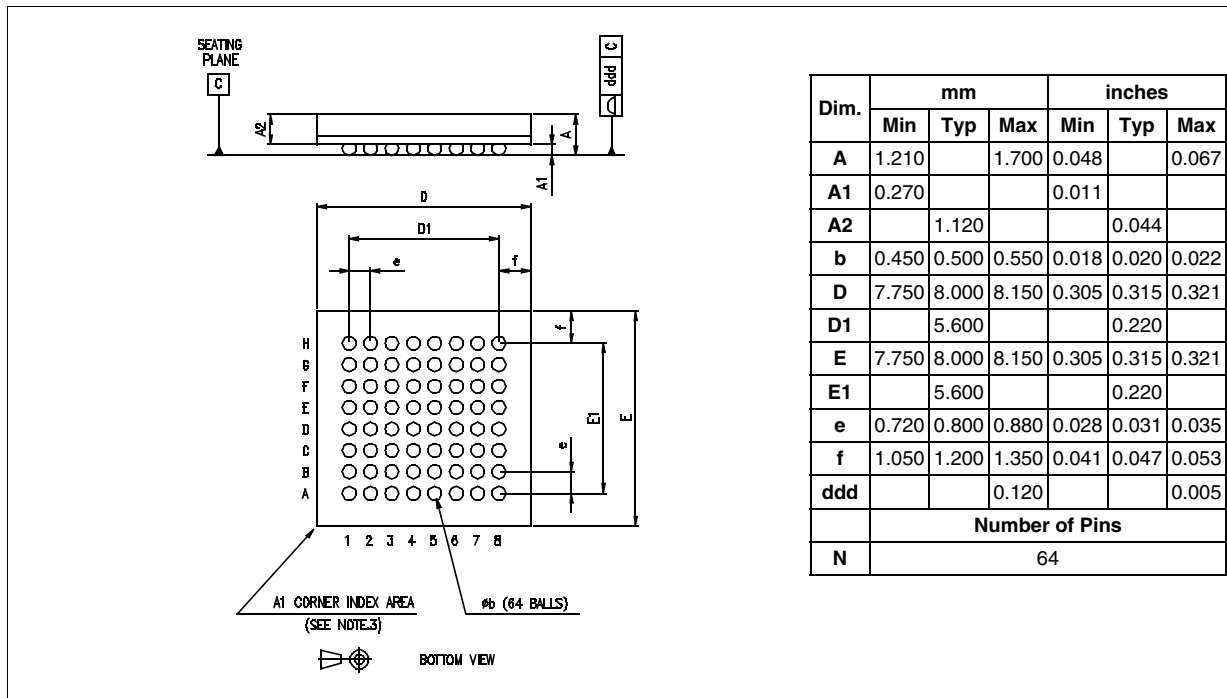 SEATING
PLANE
C
ddd C
A2
A
A1
D
D1
e
f
f
H
G
F
E
D
C
B
A
E1
E
e
1 2 3 4 5 6 7 8
A1 CORNER INDEX AREA
(SEE NOTE.3)
øb (64 BALLS)
BOTTOM VIEW
Dim. mm inches
Min Typ Max Min Typ Max
A 1.210 1.700 0.048 0.067
A1 0.270 0.011
A2 1.120 0.044
b 0.450 0.500 0.550 0.018 0.020 0.022
D 7.750 8.000 8.150 0.305 0.315 0.321
D1 5.600 0.220
E 7.750 8.000 8.150 0.305 0.315 0.321
E1 5.600 0.220
e 0.720 0.800 0.880 0.028 0.031 0.035
f 1.050 1.200 1.350 0.041 0.047 0.053
ddd 0.120 0.005
Number of Pins
N 64